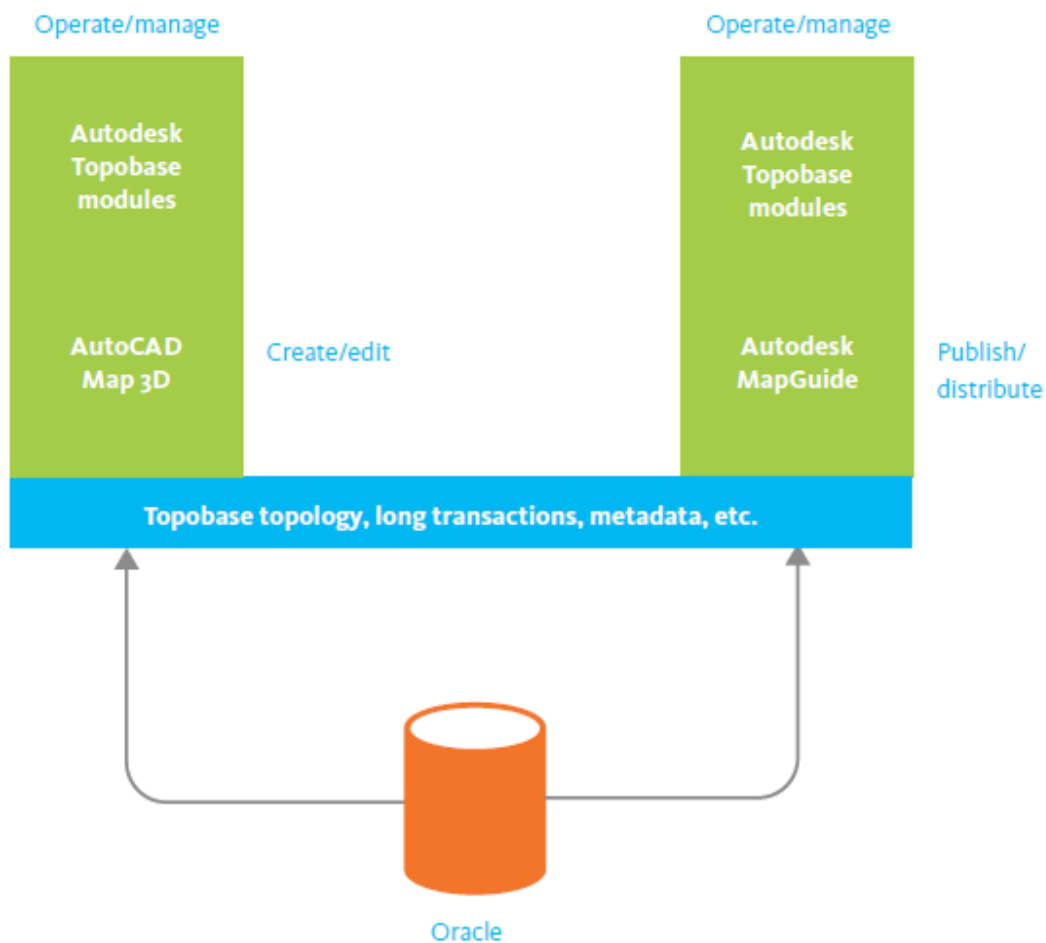 Operate/manage
Operate/manage
Autodesk
Topobase
modules
Autodesk
Topobase
modules
AutoCAD
Map 3D
Create/edit
Autodesk
MapGuide
Publish/
distribute
Topobase topology, long transactions, metadata, etc.
Oracle